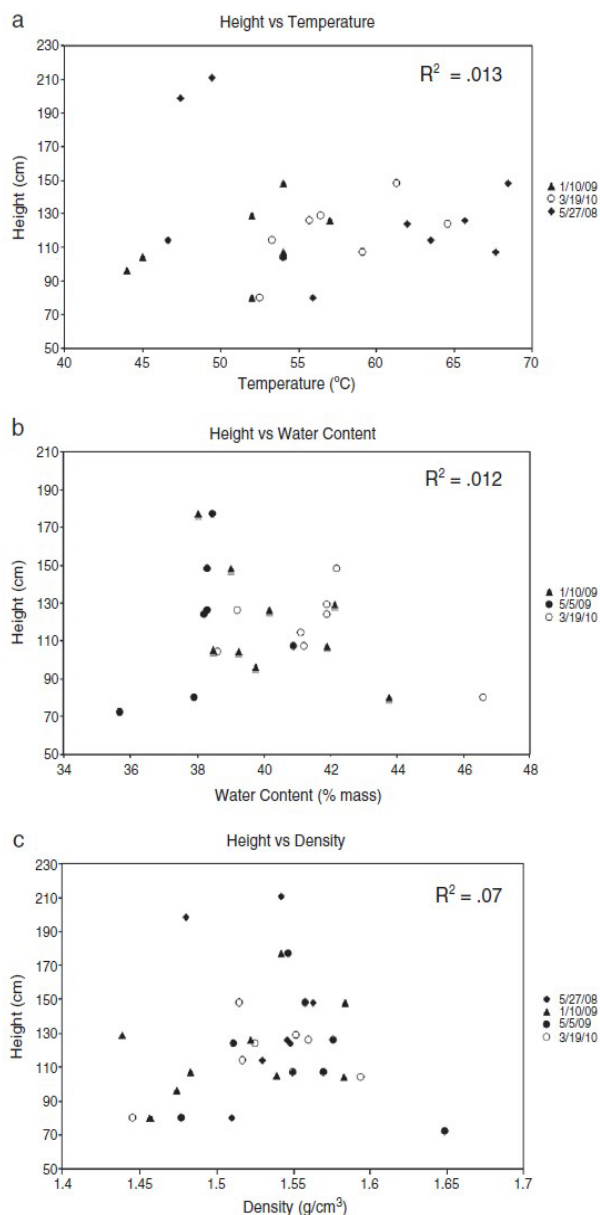 a
Height vs Temperature
230
210
190
170
150
130
110
90
70
50
Height (cm)
R² = .013
40 45 50 55 60 65 70
Temperature (°C)
1/10/09
3/19/10
5/27/08
b
Height vs Water Content
210
190
170
150
130
110
90
70
50
Height (cm)
R² = .012
34 36 38 40 42 44 46 48
Water Content (% mass)
1/10/09
5/5/09
3/19/10
c
Height vs Density
230
210
190
170
150
130
110
90
70
50
Height (cm)
R² = .07
1.4 1.45 1.5 1.55 1.6 1.65 1.7
Density (g/cm³)
5/27/08
1/10/09
5/5/09
3/19/10